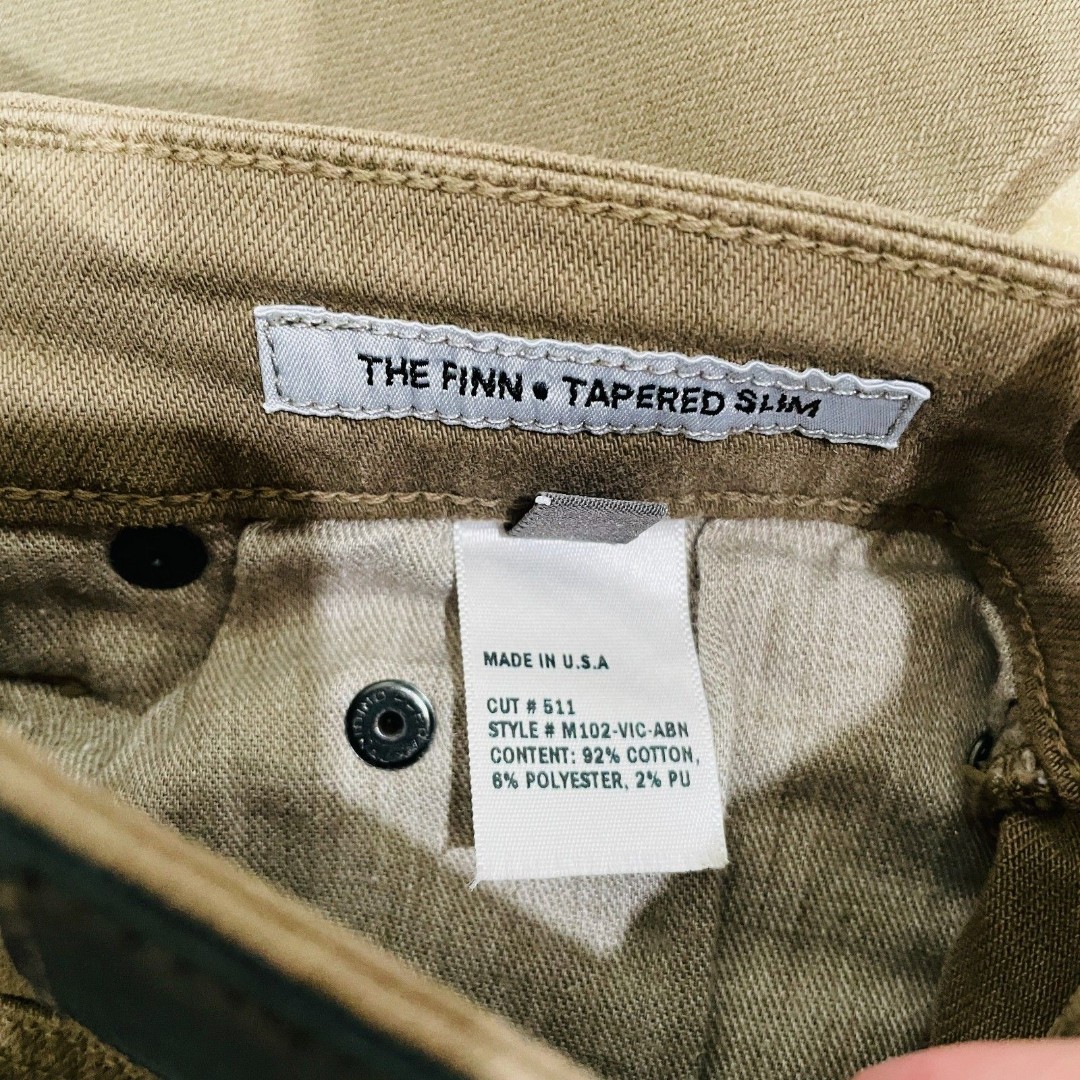 THE FINN • TAPERED SLIM
MADE IN U.S.A
CUT # 511
STYLE # M102-VIC-ABN
CONTENT: 92% COTTON,
6% POLYESTER, 2% PU